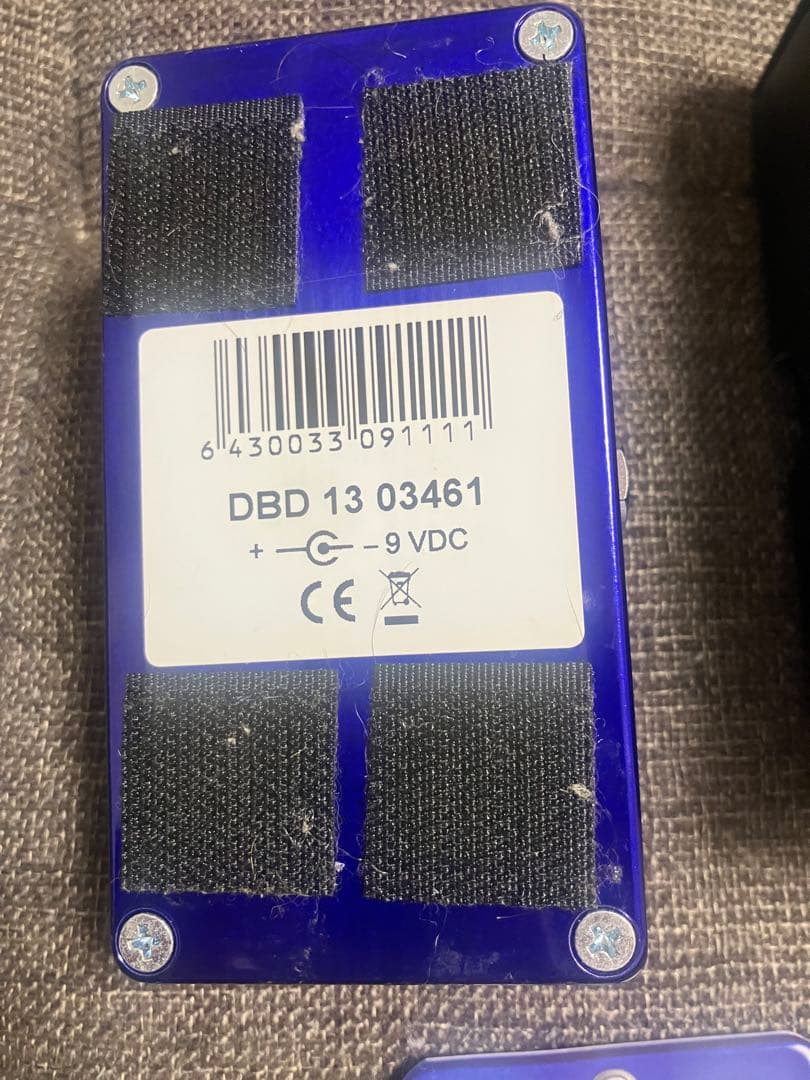 6 430033 091111
DBD 13 03461
+ – 9 VDC
CE